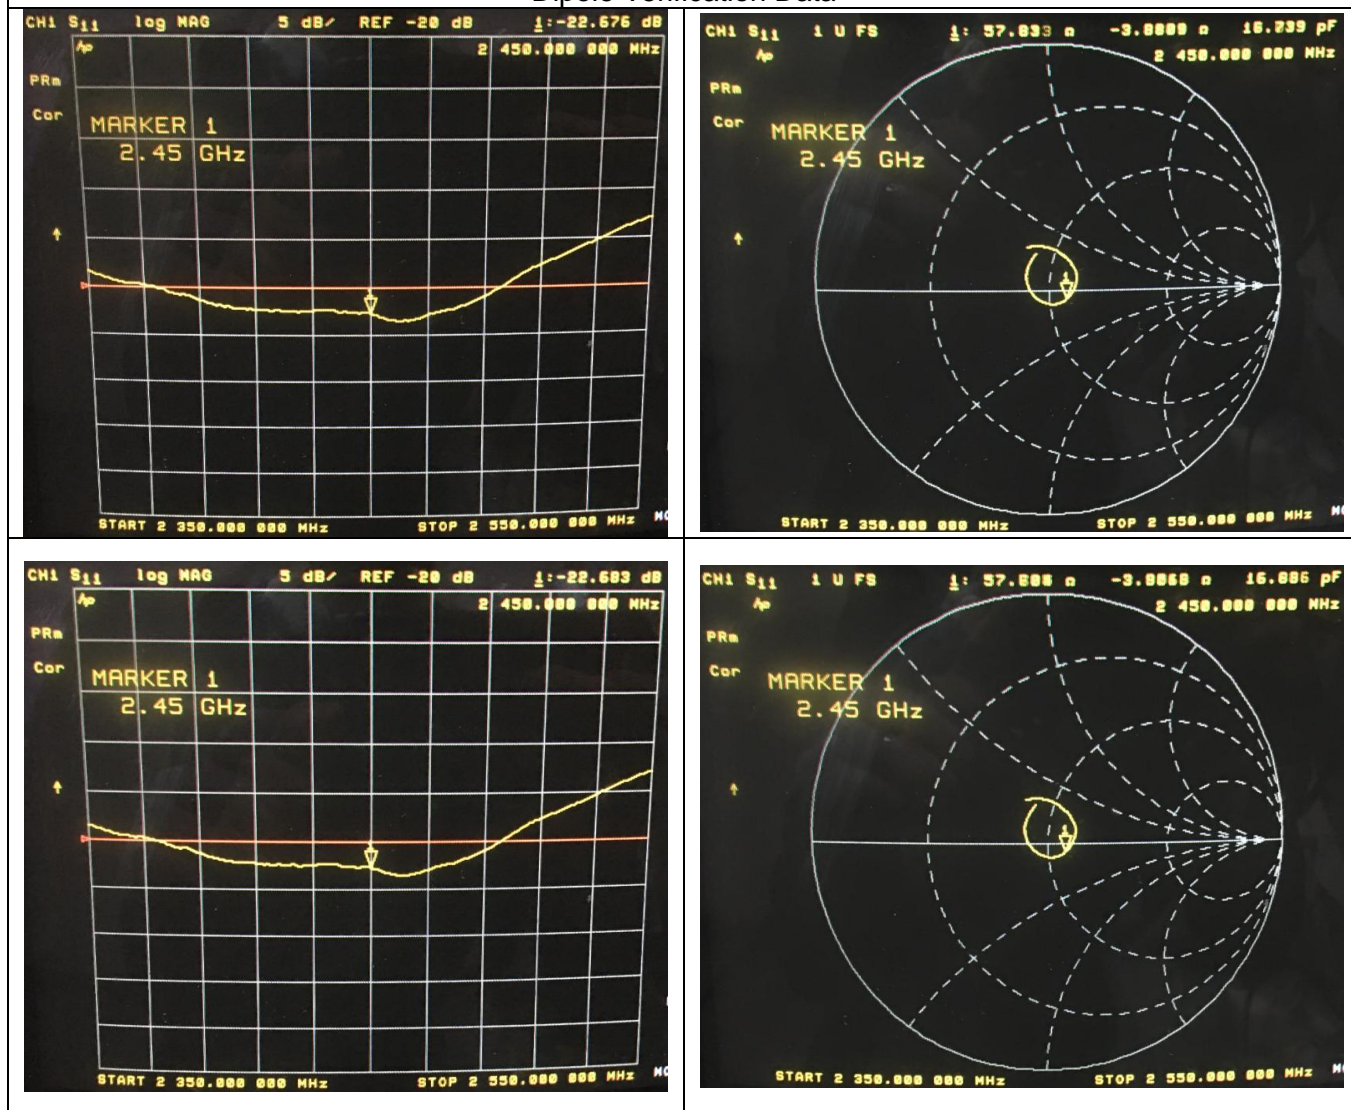 Dipole Verification Data
CH1 S11 log MAG 5 dB/ REF -20 dB 1:-22.676 dB
hp 2 450.000 000 MHz
PRm
Cor
MARKER 1
2.45 GHz
START 2 350.000 000 MHz STOP 2 550.000 000 MHz
CH1 S11 1 U FS 1: 57.833 Ω -3.8809 Ω 16.739 pF
hp 2 450.000 000 MHz
PRm
Cor
MARKER 1
2.45 GHz
START 2 350.000 000 MHz STOP 2 550.000 000 MHz
CH1 S11 log MAG 5 dB/ REF -20 dB 1:-22.683 dB
hp 2 450.000 000 MHz
PRm
Cor
MARKER 1
2.45 GHz
START 2 350.000 000 MHz STOP 2 550.000 000 MHz
CH1 S11 1 U FS 1: Ω Ω 16.886 pF
hp 2 450.000 000 MHz
PRm
Cor
MARKER 1
2.45 GHz
START 2 350.000 000 MHz STOP 2 550.000 000 MHz